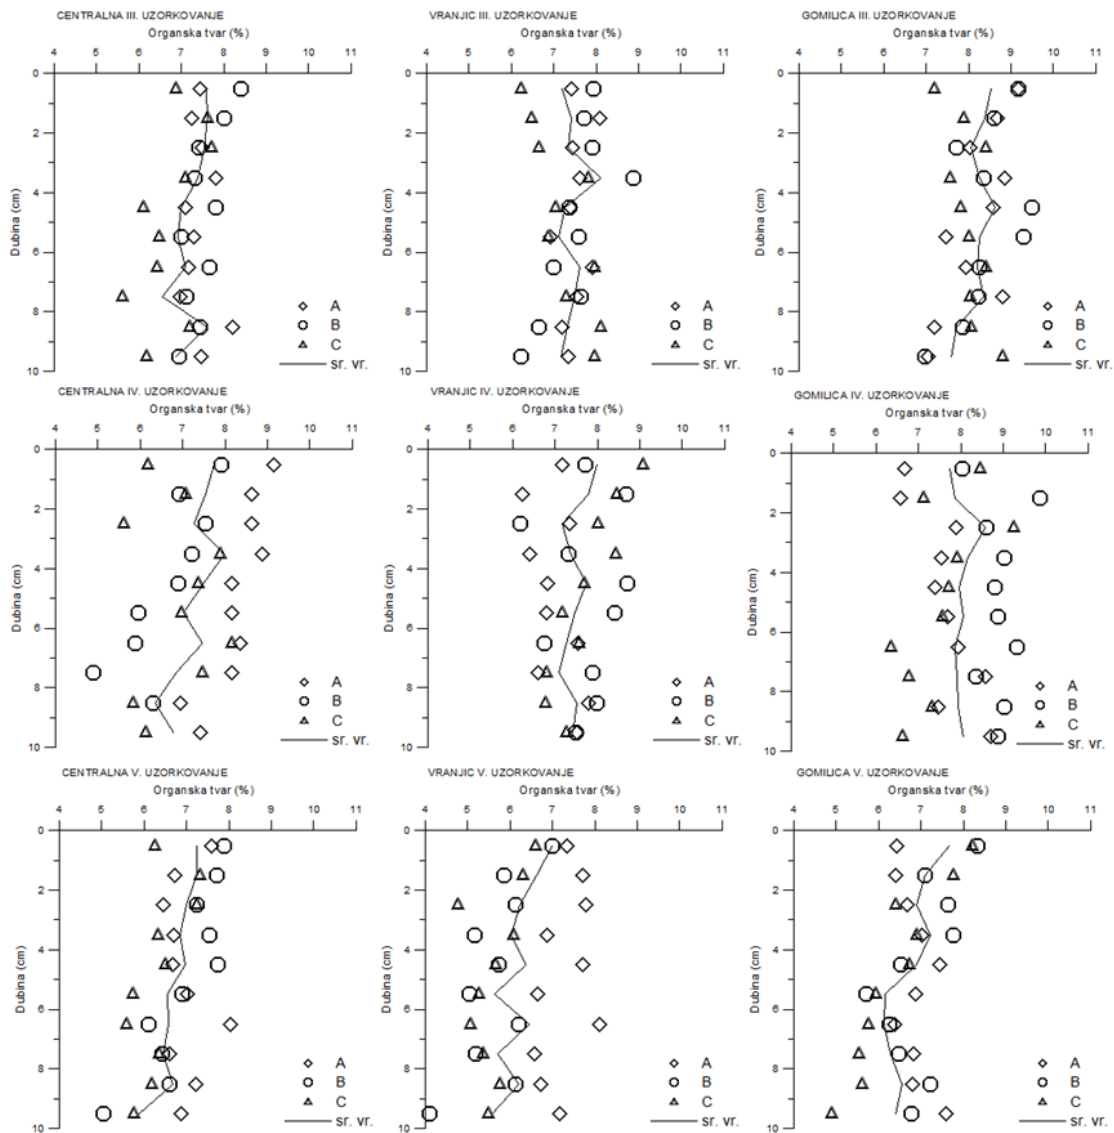 CENTRALNA III. UZORKOVANJE
Organska tvar (%)
4 5 6 7 8 9 10 11
0
2
4
6
8
10
Dubina (cm)
A
B
C
sr. vr.
VRANJIC III. UZORKOVANJE
Organska tvar (%)
4 5 6 7 8 9 10 11
0
2
4
6
8
10
Dubina (cm)
A
B
C
sr. vr.
GOMILICA III. UZORKOVANJE
Organska tvar (%)
4 5 6 7 8 9 10 11
0
2
4
6
8
10
Dubina (cm)
A
B
C
sr. vr.
CENTRALNA IV. UZORKOVANJE
Organska tvar (%)
4 5 6 7 8 9 10 11
0
2
4
6
8
10
Dubina (cm)
A
B
C
sr. vr.
VRANJIC IV. UZORKOVANJE
Organska tvar (%)
4 5 6 7 8 9 10 11
0
2
4
6
8
10
Dubina (cm)
A
B
C
sr. vr.
GOMILICA IV. UZORKOVANJE
Organska tvar (%)
4 5 6 7 8 9 10 11
0
2
4
6
8
10
Dubina (cm)
A
B
C
sr. vr.
CENTRALNA V. UZORKOVANJE
Organska tvar (%)
4 5 6 7 8 9 10 11
0
2
4
6
8
10
Dubina (cm)
A
B
C
sr. vr.
VRANJIC V. UZORKOVANJE
Organska tvar (%)
4 5 6 7 8 9 10 11
0
2
4
6
8
10
Dubina (cm)
A
B
C
sr. vr.
GOMILICA V. UZORKOVANJE
Organska tvar (%)
4 5 6 7 8 9 10 11
0
2
4
6
8
10
Dubina (cm)
A
B
C
sr. vr.